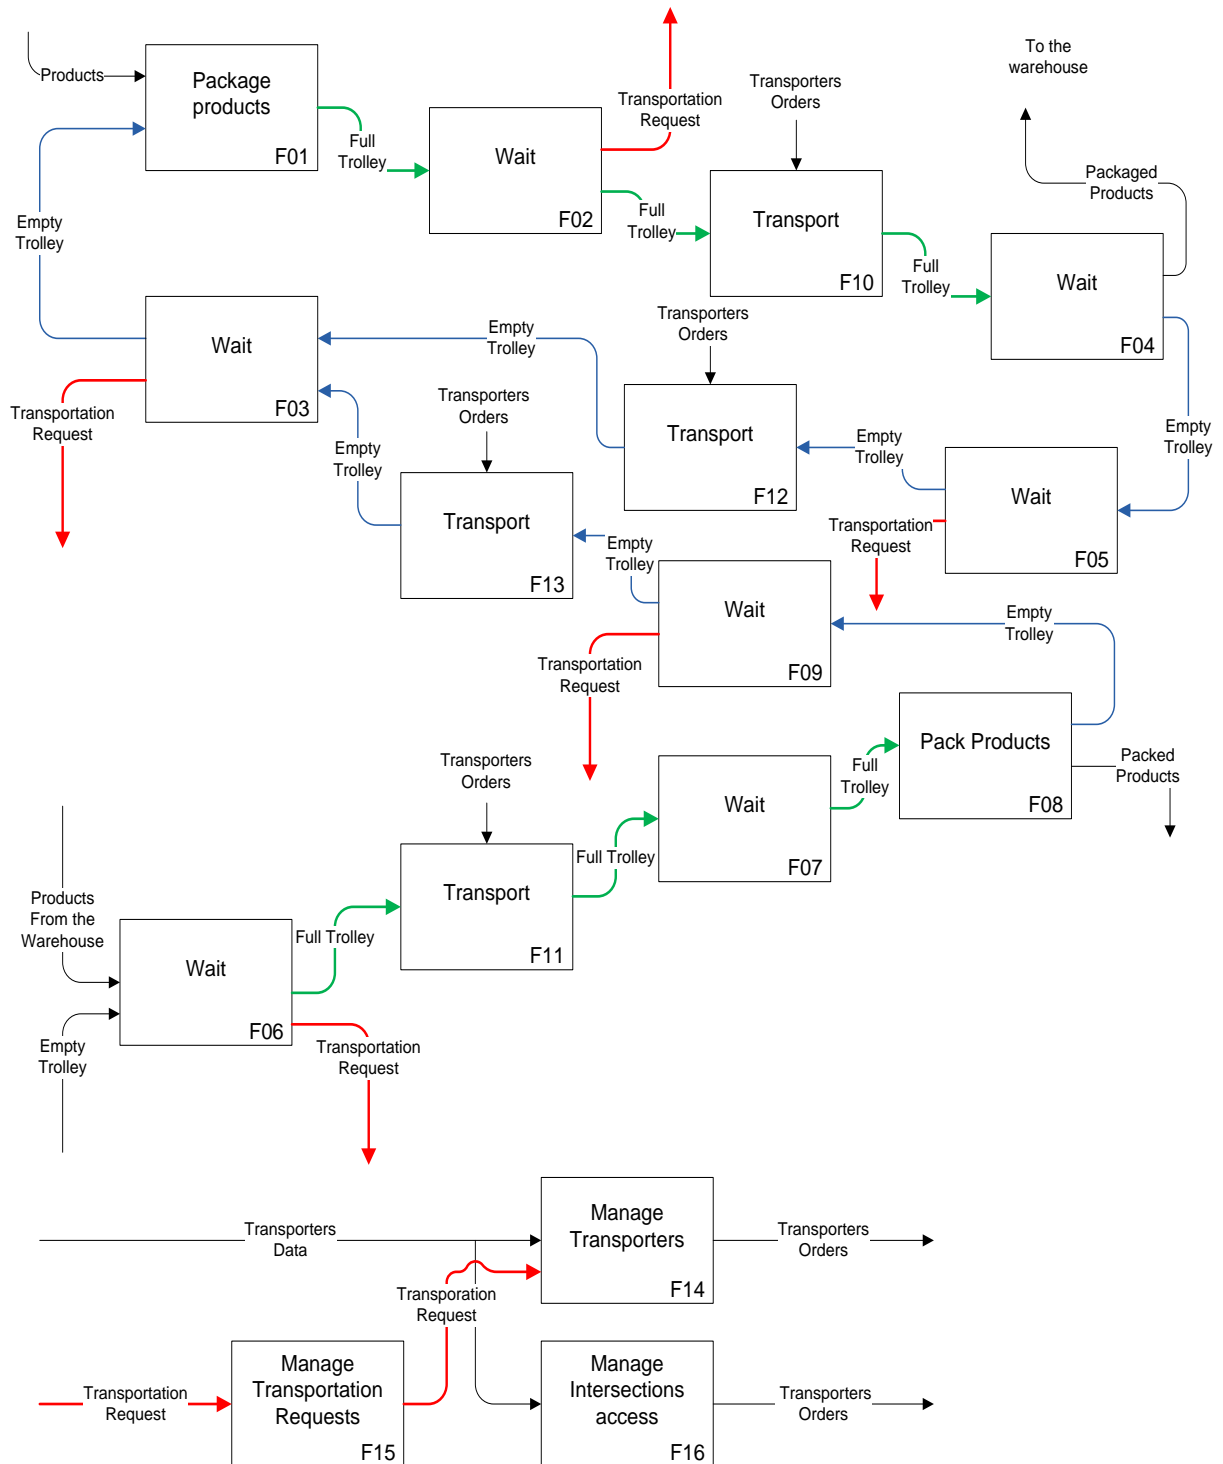 Products
Package
products
F01
Full
Trolley
Transportation
Request
Wait
F02
Full
Trolley
Transporters
Orders
Transport
F10
Full
Trolley
To the
warehouse
Packaged
Products
Wait
F04
Empty
Trolley
Wait
F03
Empty
Trolley
Transporters
Orders
Transportation
Request
Transporters
Orders
Empty
Trolley
Transport
F12
Empty
Trolley
Empty
Trolley
Wait
F05
Transportation
Request
Transport
F13
Empty
Trolley
Wait
F09
Empty
Trolley
Transportation
Request
Pack Products
F08
Packed
Products
Full
Trolley
Wait
F07
Transporters
Orders
Full Trolley
Transport
F11
Products
From the
Warehouse
Full Trolley
Wait
F06
Empty
Trolley
Transportation
Request
Transporters
Data
Manage
Transporters
F14
Transporters
Orders
Transporation
Request
Transportation
Request
Manage
Transportation
Requests
F15
Manage
Intersections
access
F16
Transporters
Orders